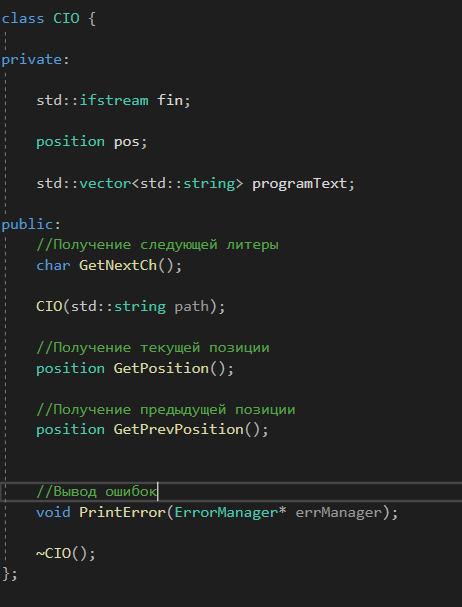 class CIO {
private:
std::ifstream fin;
position pos;
std::vector<std::string> programText;
public:
//Получение следующей литеры
char GetNextCh();
CIO(std::string path);
//Получение текущей позиции
position GetPosition();
//Получение предыдущей позиции
position GetPrevPosition();
//Вывод ошибок
void PrintError(ErrorManager* errManager);
~CIO();
};